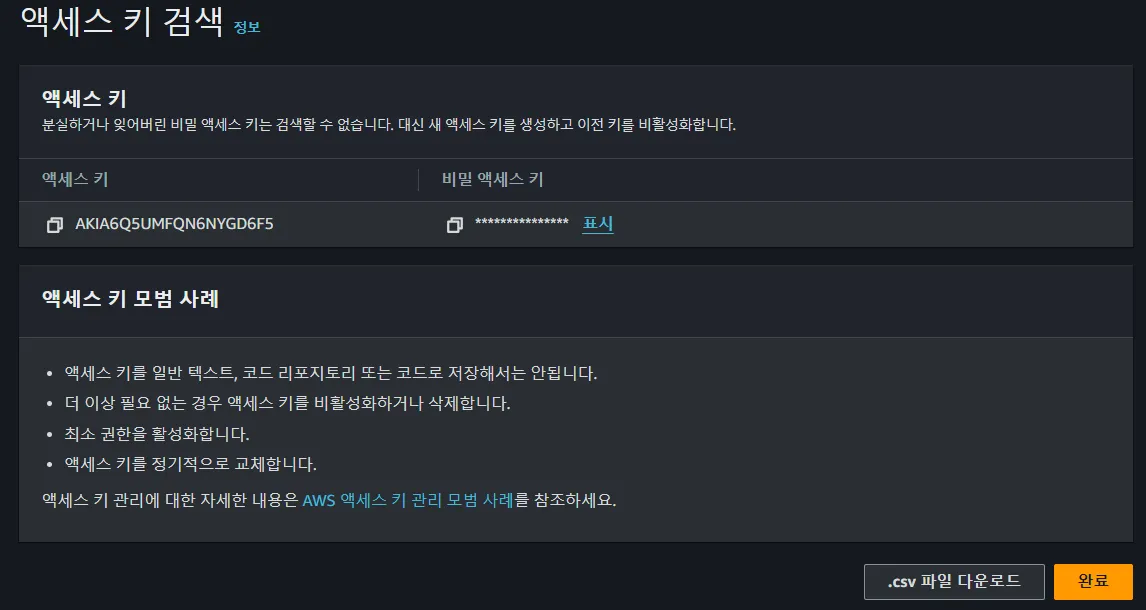 액세스 키 검색 정보
액세스 키
분실하거나 잊어버린 비밀 액세스 키는 검색할 수 없습니다. 대신 새 액세스 키를 생성하고 이전 키를 비활성화합니다.
액세스 키 비밀 액세스 키
AKIA6Q5UMFQN6NYGD6F5 *************** 표시
액세스 키 모범 사례
• 액세스 키를 일반 텍스트, 코드 리포지토리 또는 코드로 저장해서는 안됩니다.
• 더 이상 필요 없는 경우 액세스 키를 비활성화하거나 삭제합니다.
• 최소 권한을 활성화합니다.
• 액세스 키를 정기적으로 교체합니다.
액세스 키 관리에 대한 자세한 내용은 AWS 액세스 키 관리 모범 사례를 참조하세요.
.csv 파일 다운로드 완료